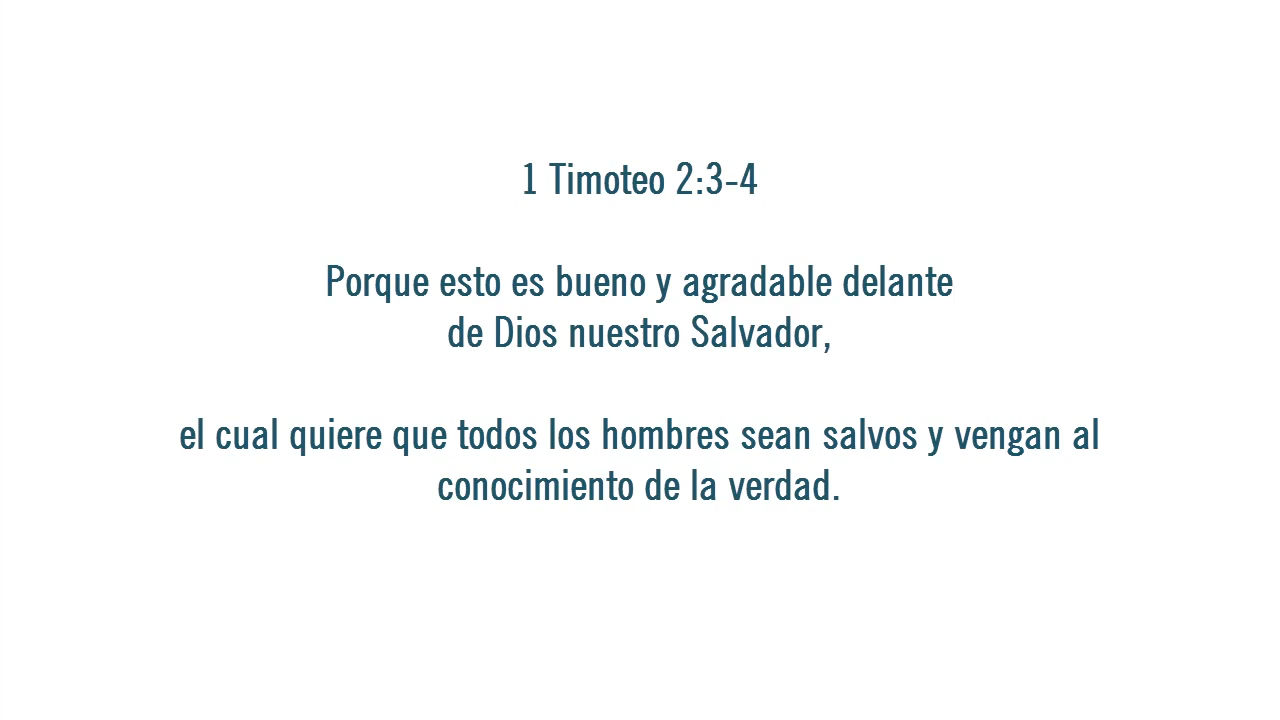 1 Timoteo 2:3-4
Porque esto es bueno y agradable delante
de Dios nuestro Salvador,
el cual quiere que todos los hombres sean salvos y vengan al
conocimiento de la verdad.